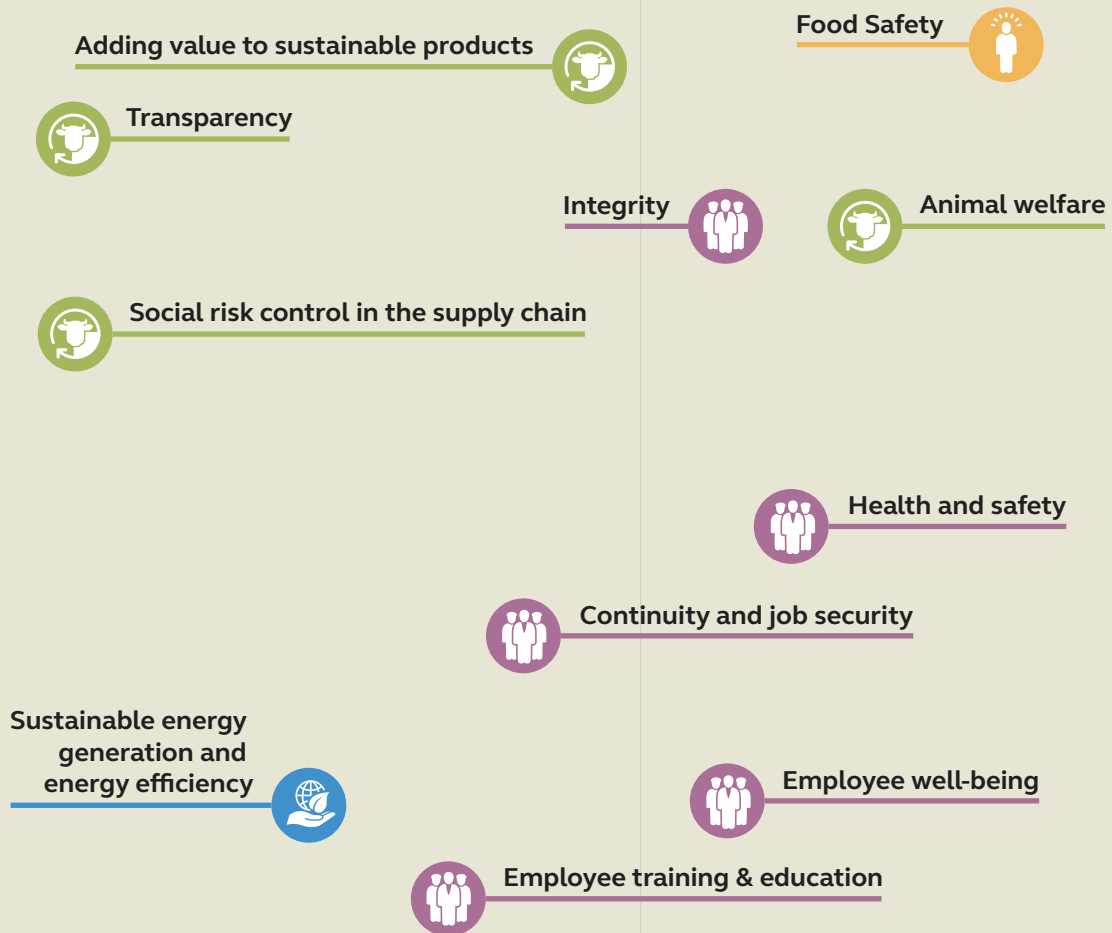 Food Safety
Adding value to sustainable products
Transparency
Integrity
Animal welfare
Social risk control in the supply chain
Health and safety
Continuity and job security
Sustainable energy
generation and
energy efficiency
Employee well-being
Employee training & education